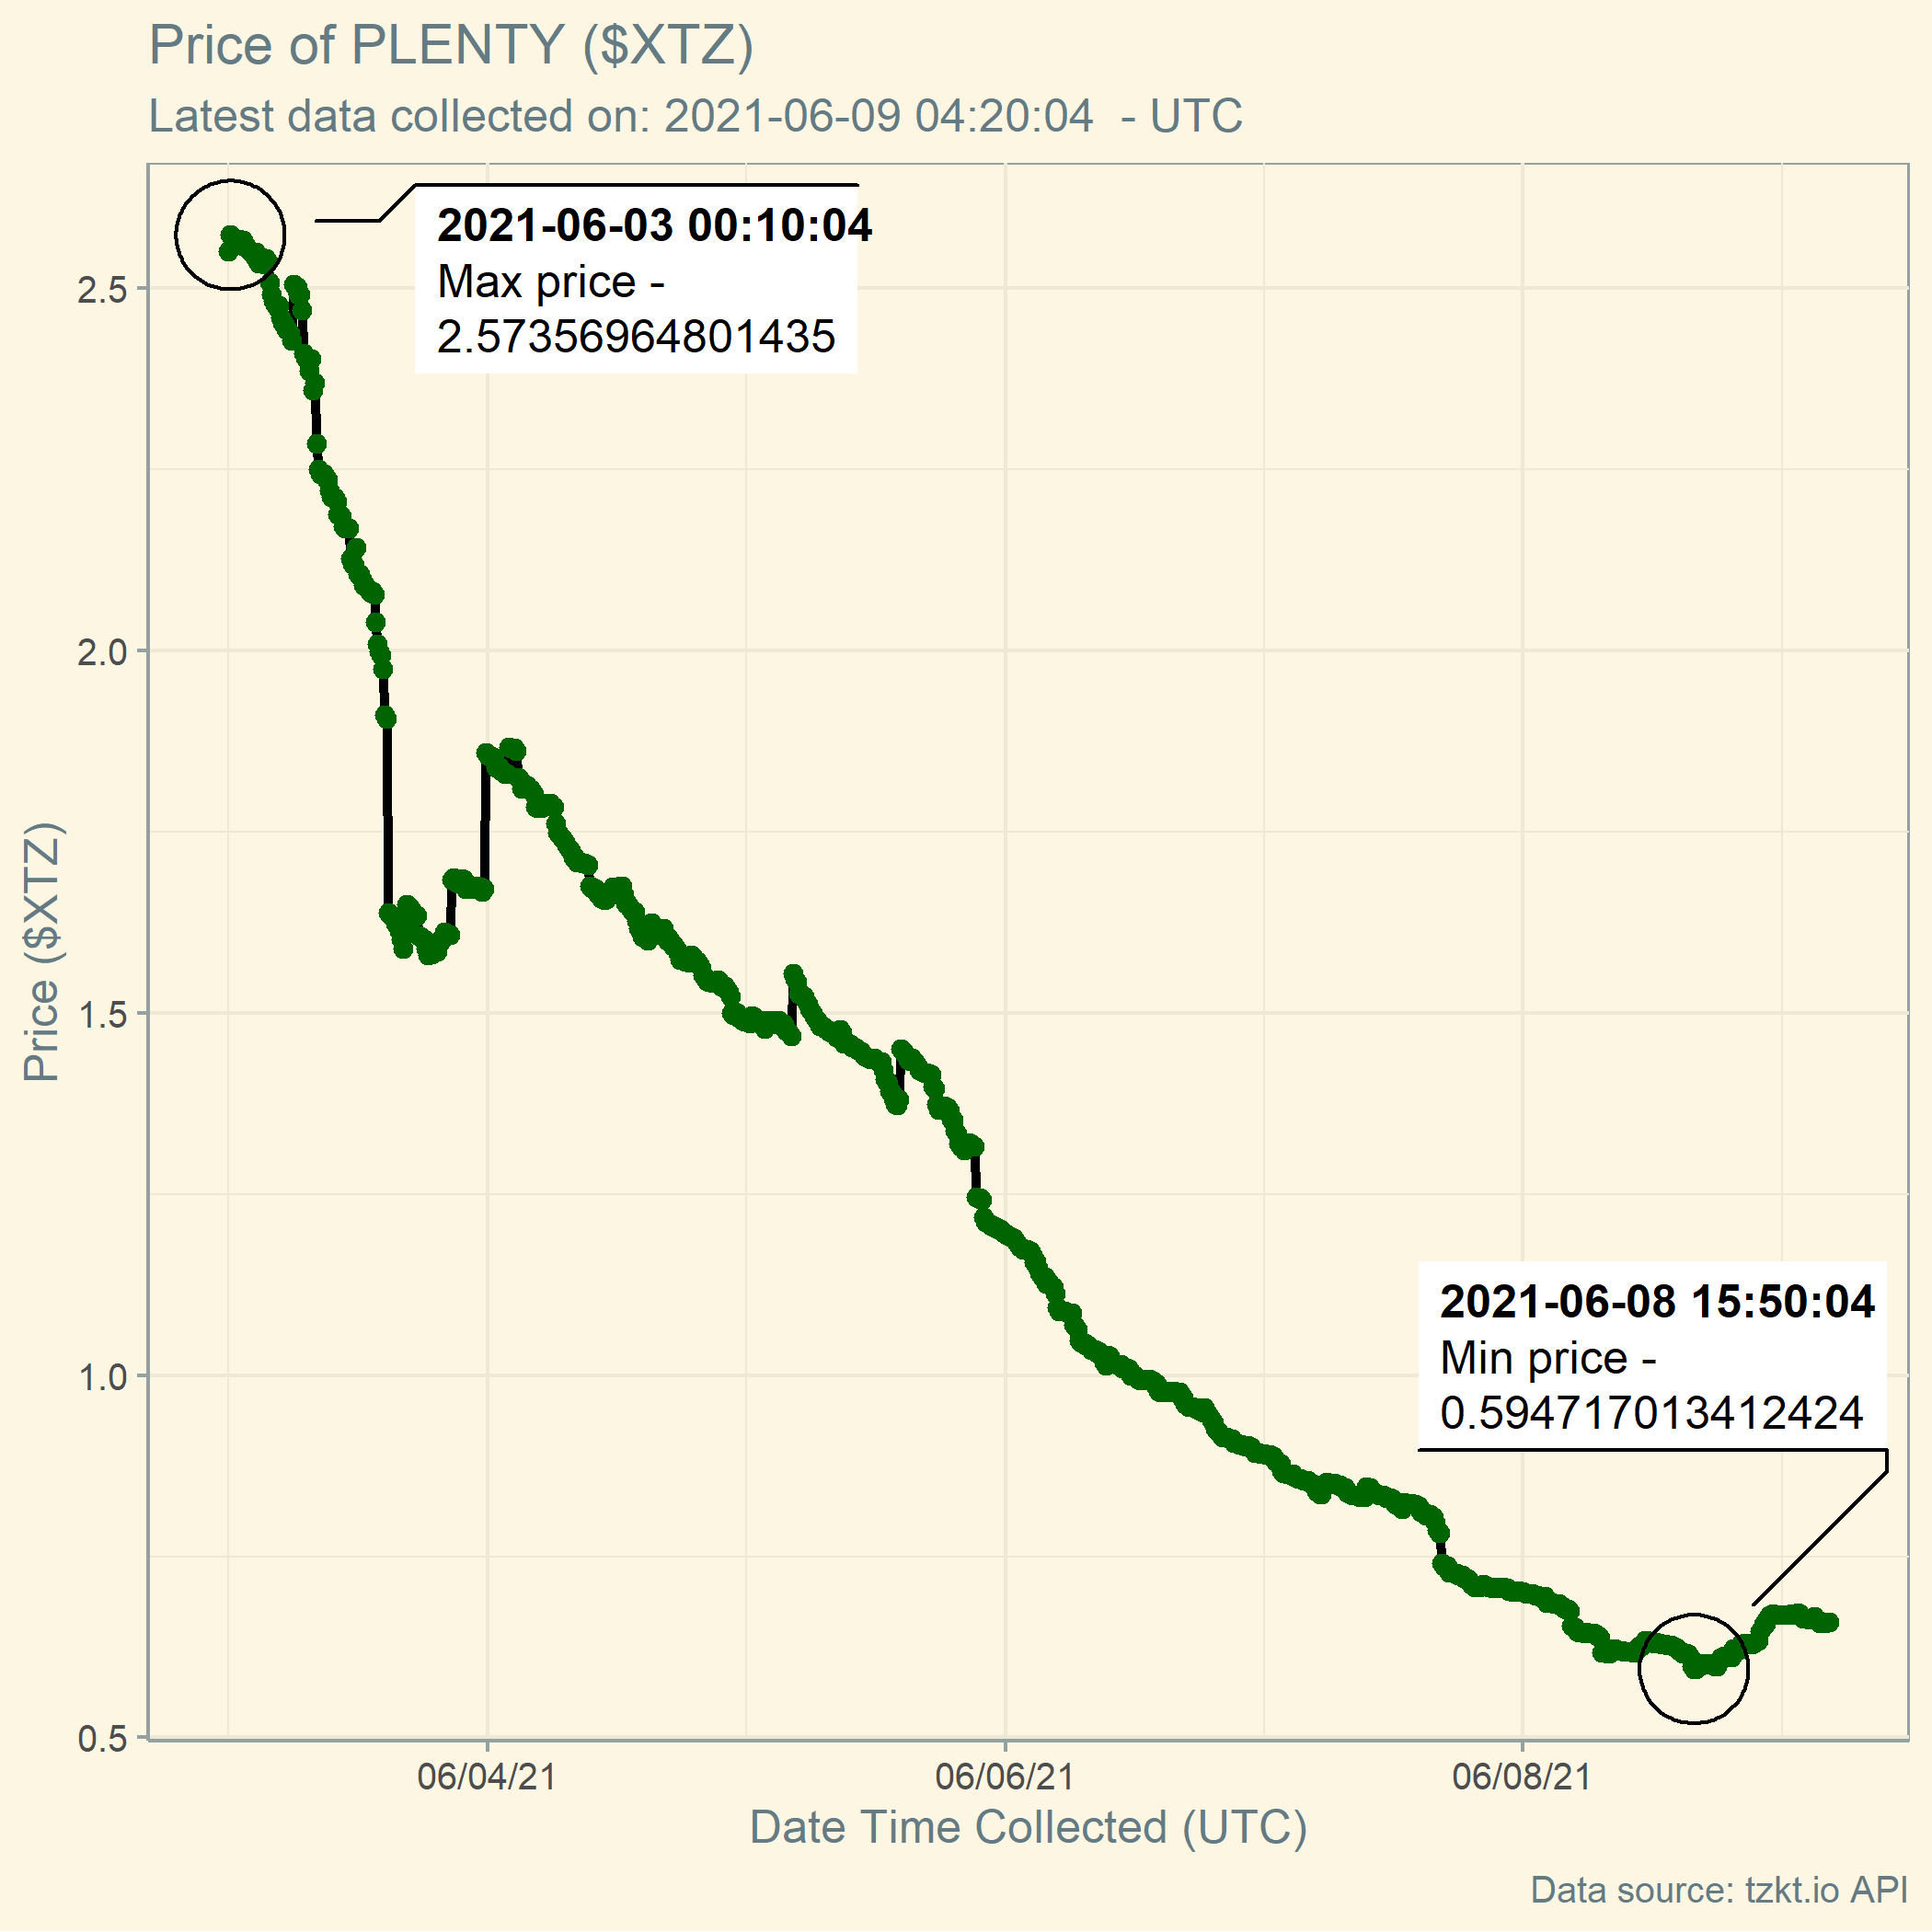 Price of PLENTY ($XTZ)
Latest data collected on: 2021-06-09 04:20:04  - UTC
2021-06-03 00:10:04
Max price -
2.57356964801435
2.5
2.0
1.5
1.0
0.5
Price ($XTZ)
2021-06-08 15:50:04
Min price -
0.594717013412424
06/04/21
06/06/21
06/08/21
Date Time Collected (UTC)
Data source: tzkt.io API